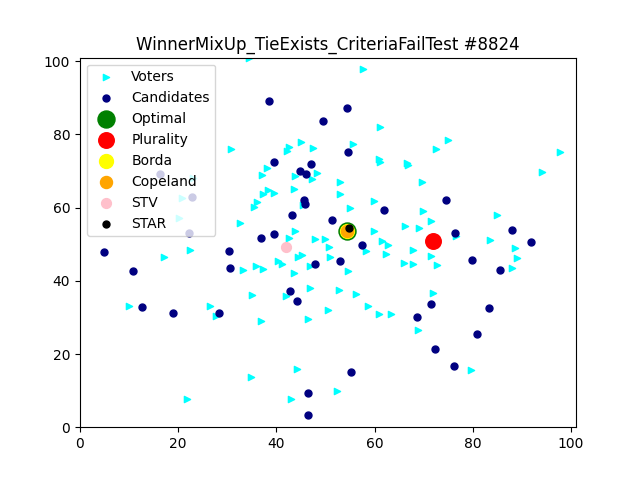 WinnerMixUp_TieExists_CriteriaFailTest #8824
100
80
60
40
20
0
0
20
40
60
80
100
Voters
Candidates
Optimal
Plurality
Borda
Copeland
STV
STAR